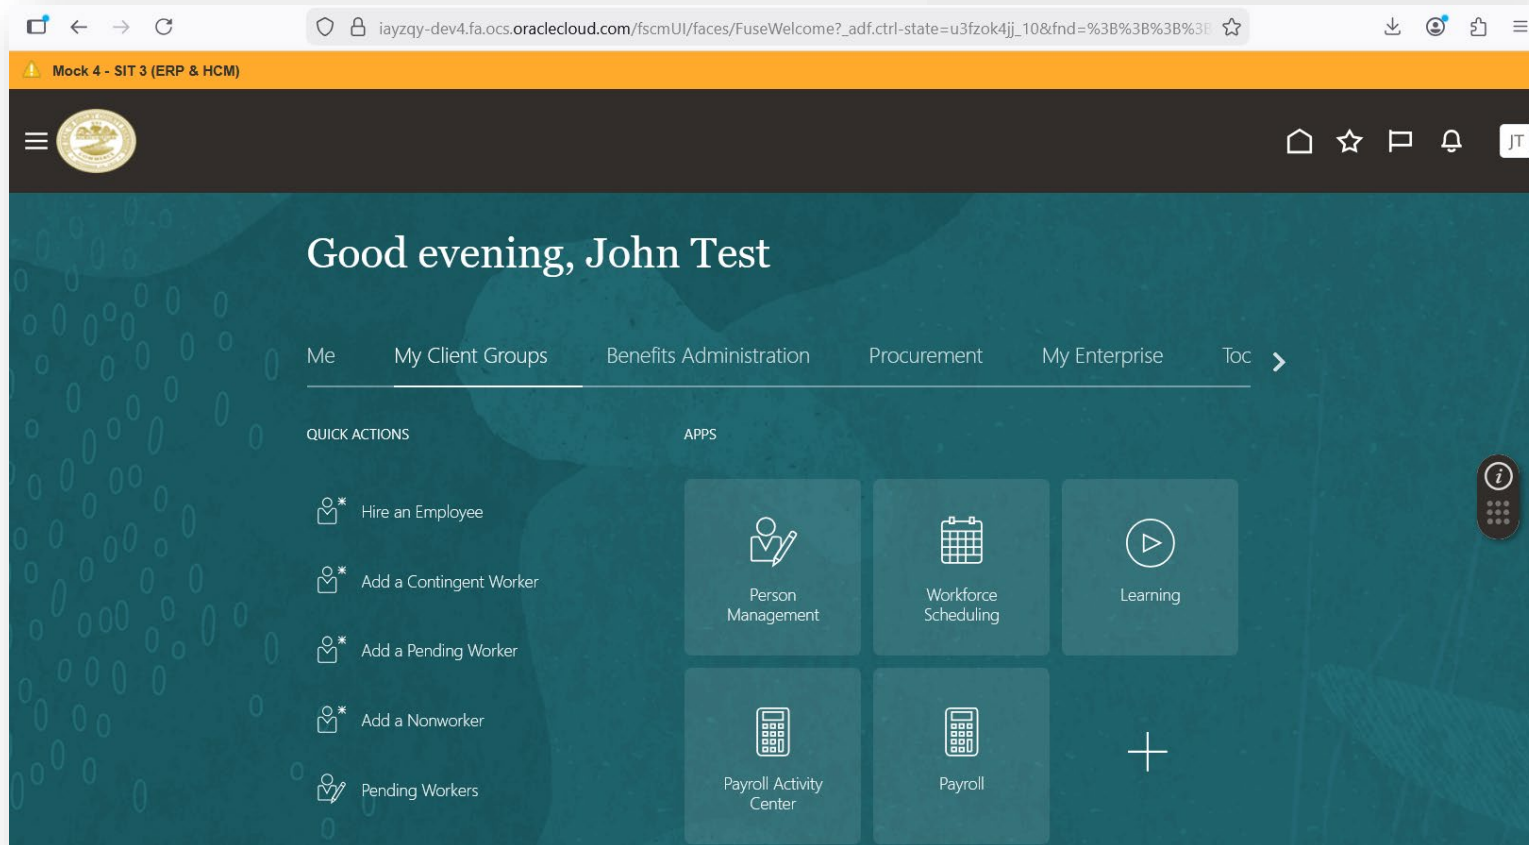 iayzqy-dev4.fa.ocs.oraclecloud.com/fscmUI/faces/FuseWelcome?_adf.ctrl-state=u3fzok4jj_10&fnd=%3B%3B%3B%3B
Mock 4 - SIT 3 (ERP & HCM)
JT
Good evening, John Test
Me My Client Groups Benefits Administration Procurement My Enterprise Toc
QUICK ACTIONS APPS
Hire an Employee
Add a Contingent Worker
Add a Pending Worker
Add a Nonworker
Pending Workers
Person
Management
Workforce
Scheduling
Learning
Payroll Activity
Center
Payroll